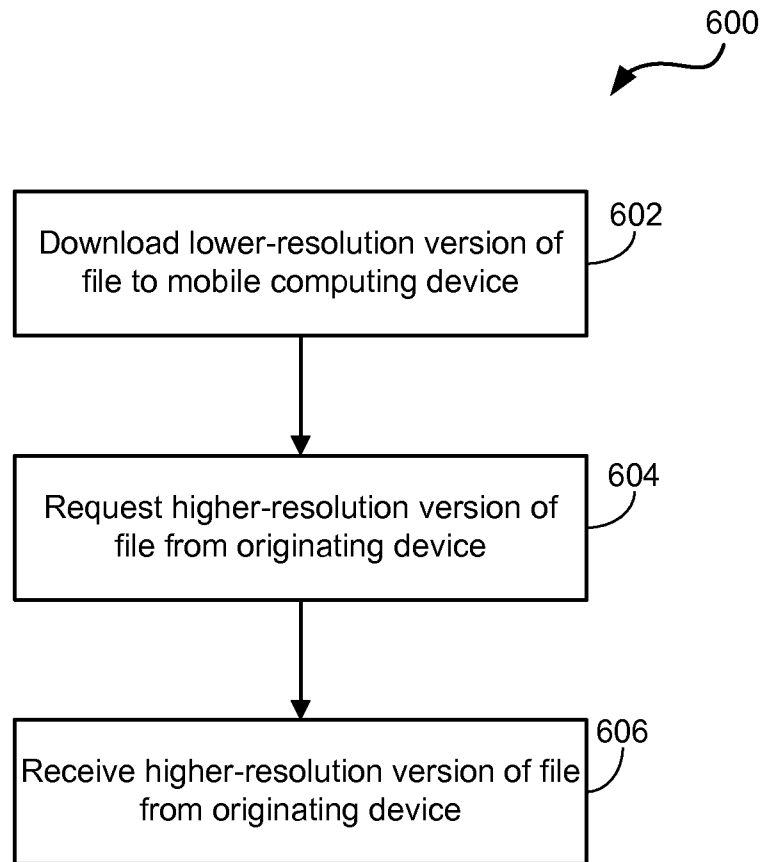 600
Download lower-resolution version of
file to mobile computing device
602
Request higher-resolution version of
file from originating device
604
Receive higher-resolution version of file
from originating device
606